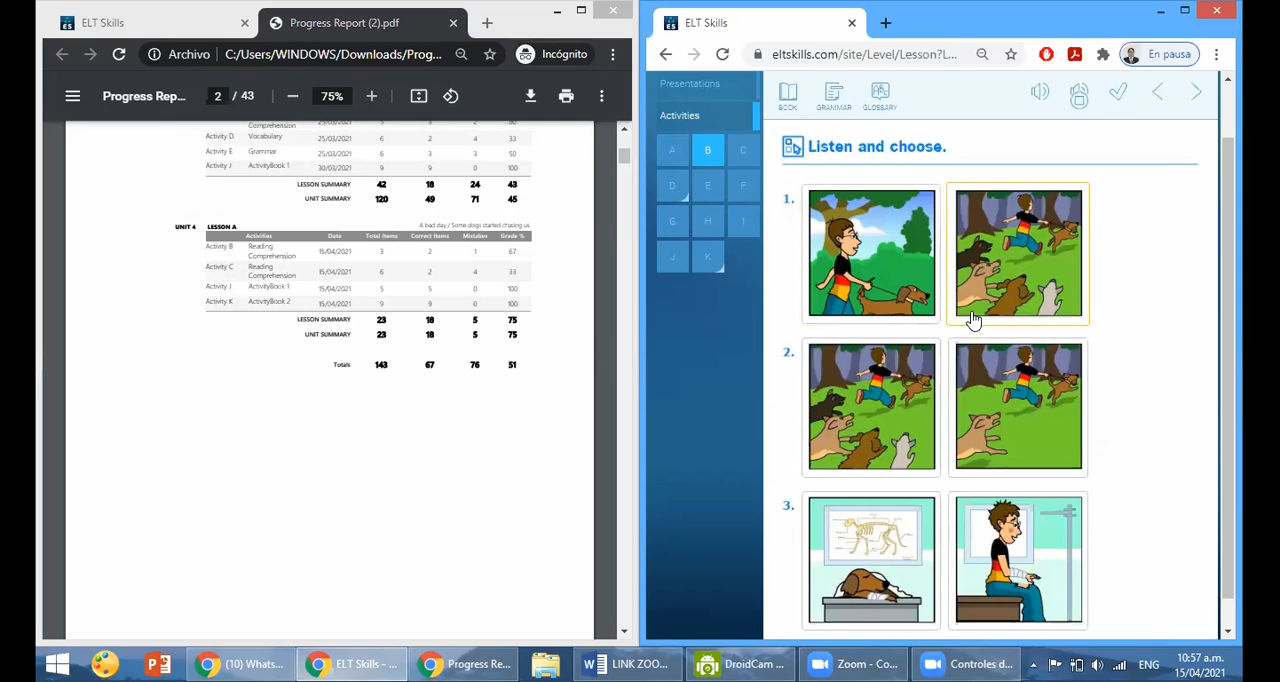 ELT Skills
Progress Report (2).pdf
Archivo
C:/Users/WINDOWS/Downloads/Prog...
Incógnito
Progress Rep...
2 / 43
75%
Comprehension
Activity D Vocabulary 25/03/2021 6 2 4 33
Activity E Grammar 25/03/2021 6 3 3 50
Activity J ActivityBook 1 30/03/2021 9 9 0 100
LESSON SUMMARY 42 18 24 43
UNIT SUMMARY 120 49 71 45
UNIT 4 LESSON A A bad day / Some dogs started chasing us
Activities Date Total Items Correct Items Mistakes Grade %
Activity B Reading Comprehension 15/04/2021 3 2 1 67
Activity C Reading Comprehension 15/04/2021 6 2 4 33
Activity J ActivityBook 1 15/04/2021 5 5 0 100
Activity K ActivityBook 2 15/04/2021 9 9 0 100
LESSON SUMMARY 23 18 5 75
UNIT SUMMARY 23 18 5 75
Totals 143 67 76 51
ELT Skills
eltskills.com/site/Level/Lesson?L...
En pausa
Presentations
Activities
A B C
D E F
G H I
J K
BOOK
GRAMMAR
GLOSSARY
Listen and choose.
1.
2.
3.
(10) Whats...
ELT Skills - ...
Progress Re...
LINK ZOO...
DroidCam ...
Zoom - Co...
Controles d...
ENG
10:57 a.m.
15/04/2021